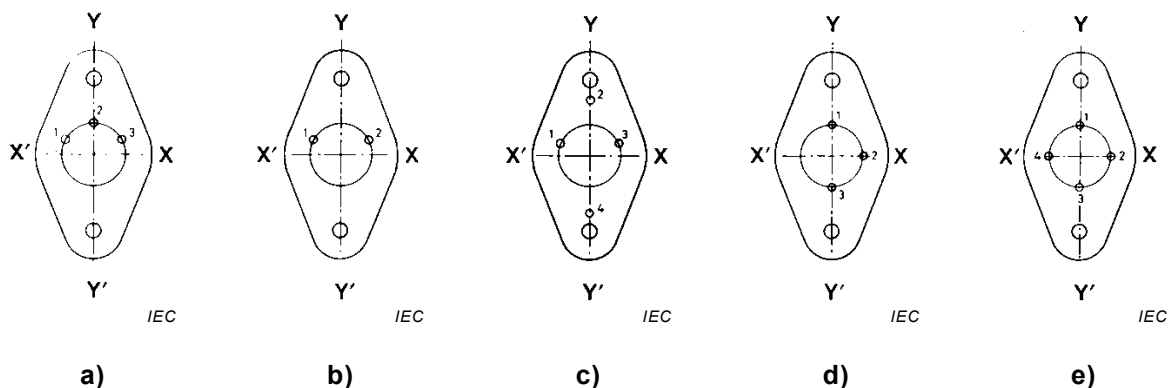 Y Y Y Y Y
2
1 3
1 2
2
1 3
4
1
2
3
1
4 2
3
X′ X X′ X X′ X X′ X X′ X
Y′ Y′ Y′ Y′ Y′
IEC IEC IEC IEC IEC
a) b) c) d) e)